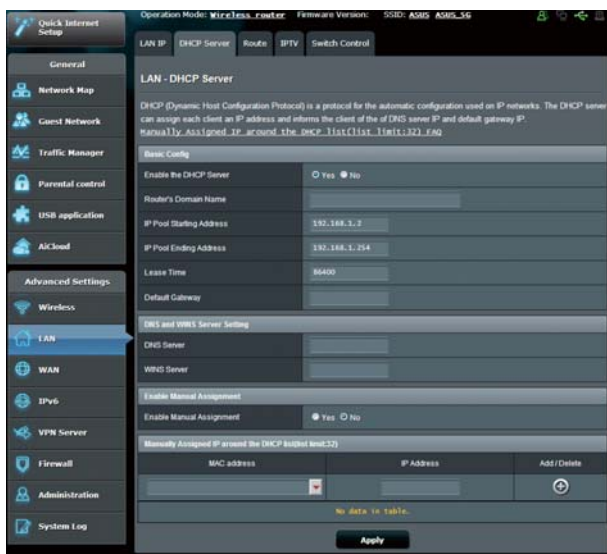 Quick Internet Setup
Operation Mode: Wireless router Firmware Version: SSID: ASUS ASUS_5G
LAN IP DHCP Server Route IPTV Switch Control
General
Network Map
Guest Network
Traffic Manager
Parental control
USB application
AiCloud
Advanced Settings
Wireless
LAN
WAN
IPv6
VPN Server
Firewall
Administration
System Log
LAN - DHCP Server
DHCP (Dynamic Host Configuration Protocol) is a protocol for the automatic configuration used on IP networks. The DHCP server
can assign each client an IP address and informs the client of the of DNS server IP and default gateway IP.
Manually Assigned IP around the DHCP list(list limit:32) FAQ
Basic Config
Enable the DHCP Server Yes No
Router's Domain Name
IP Pool Starting Address 192.168.1.2
IP Pool Ending Address 192.168.1.254
Lease Time 86400
Default Gateway
DNS and WINS Server Setting
DNS Server
WINS Server
Enable Manual Assignment
Enable Manual Assignment Yes No
Manually Assigned IP around the DHCP list(list limit:32)
MAC address IP Address Add / Delete
No data in table.
Apply